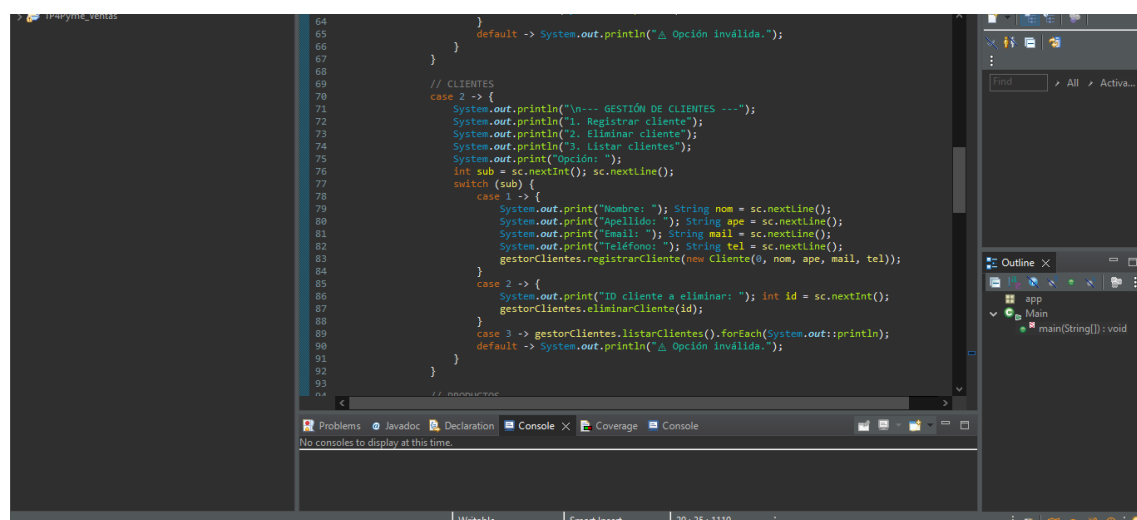 TP4Pyme_Ventas
64 }
65 default -> System.out.println("⚠ Opción inválida.");
66 }
67 }
68
69 // CLIENTES
70 case 2 -> {
71 System.out.println("\n--- GESTIÓN DE CLIENTES ---");
72 System.out.println("1. Registrar cliente");
73 System.out.println("2. Eliminar cliente");
74 System.out.println("3. Listar clientes");
75 System.out.print("Opción: ");
76 int sub = sc.nextInt(); sc.nextLine();
77 switch (sub) {
78 case 1 -> {
79 System.out.print("Nombre: "); String nom = sc.nextLine();
80 System.out.print("Apellido: "); String ape = sc.nextLine();
81 System.out.print("Email: "); String mail = sc.nextLine();
82 System.out.print("Teléfono: "); String tel = sc.nextLine();
83 gestorClientes.registrarCliente(new Cliente(0, nom, ape, mail, tel));
84 }
85 case 2 -> {
86 System.out.print("ID cliente a eliminar: "); int id = sc.nextInt();
87 gestorClientes.eliminarCliente(id);
88 }
89 case 3 -> gestorClientes.listarClientes().forEach(System.out::println);
90 default -> System.out.println("⚠ Opción inválida.");
91 }
92 }
93
94 // PRODUCTOS
Find All Activa...
Outline
app
Main
main(String[]) : void
Problems Javadoc Declaration Console Coverage Console
No consoles to display at this time.
Writable Smart Insert